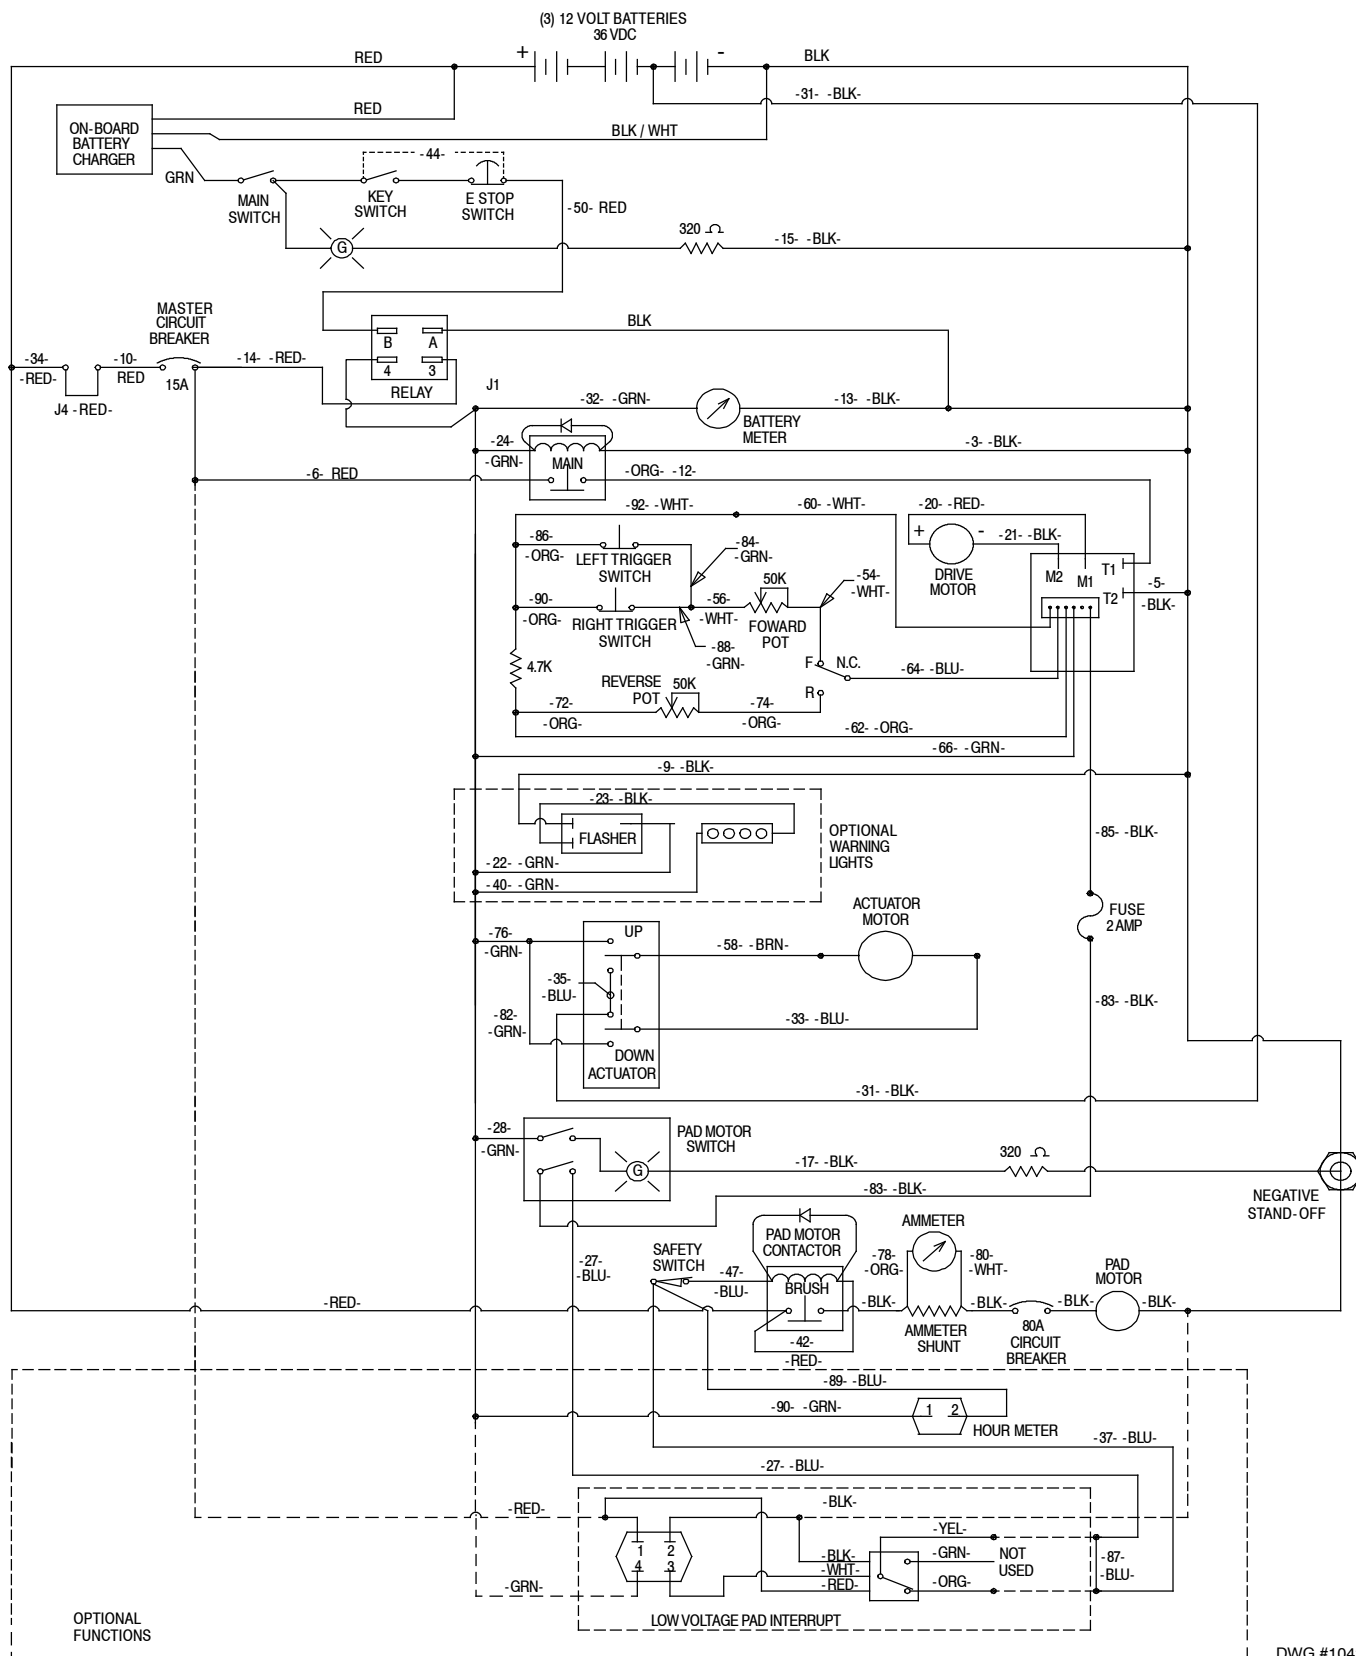 (3) 12 VOLT BATTERIES
36 VDC
+
-
RED
BLK
-31- -BLK-
RED
ON-BOARD
BATTERY
CHARGER
BLK / WHT
-44-
GRN
MAIN
SWITCH
KEY
SWITCH
E STOP
SWITCH
-50- RED
G
320 Ω
-15- -BLK-
MASTER
CIRCUIT
BREAKER
B
A
4
3
RELAY
BLK
-34-
-RED-
-10-
RED
15A
-14- -RED-
J4 -RED-
J1
-32- -GRN-
BATTERY
METER
-13- -BLK-
-24-
-GRN-
MAIN
-3- -BLK-
-6- RED
-ORG- -12-
-92- -WHT-
-60- -WHT-
-20- -RED-
-86-
-ORG-
LEFT TRIGGER
SWITCH
-84-
-GRN-
+
-
-21- -BLK-
DRIVE
MOTOR
M2
M1
T1
T2
-5-
-BLK-
-90-
-ORG-
RIGHT TRIGGER
SWITCH
-56-
-WHT-
50K
FOWARD
POT
-54-
-WHT-
-88-
-GRN-
4.7K
F
N.C.
R
-64- -BLU-
REVERSE
POT
50K
-72-
-ORG-
-74-
-ORG-
-62- -ORG-
-66- -GRN-
-9- -BLK-
-23- -BLK-
FLASHER
OPTIONAL
WARNING
LIGHTS
-22- -GRN-
-40- -GRN-
-85- -BLK-
FUSE
2 AMP
ACTUATOR
MOTOR
-76-
-GRN-
UP
-58- -BRN-
-35-
-BLU-
-83- -BLK-
-82-
-GRN-
-33- -BLU-
DOWN
ACTUATOR
-31- -BLK-
-28-
-GRN-
PAD MOTOR
SWITCH
G
-17- -BLK-
320 Ω
-83- -BLK-
NEGATIVE
STAND-OFF
-27-
-BLU-
SAFETY
SWITCH
-47-
-BLU-
PAD MOTOR
CONTACTOR
BRUSH
AMMETER
-78-
-ORG-
-80-
-WHT-
PAD
MOTOR
-RED-
-BLK-
-BLK-
-BLK-
-BLK-
AMMETER
SHUNT
80A
CIRCUIT
BREAKER
-42-
-RED-
-89- -BLU-
-90- -GRN-
1 2
HOUR METER
-37- -BLU-
-27- -BLU-
-RED-
-BLK-
1 2
4 3
-BLK-
-WHT-
-RED-
-YEL-
-GRN-
-ORG-
NOT
USED
-87-
-BLU-
-GRN-
LOW VOLTAGE PAD INTERRUPT
OPTIONAL
FUNCTIONS
DWG #104